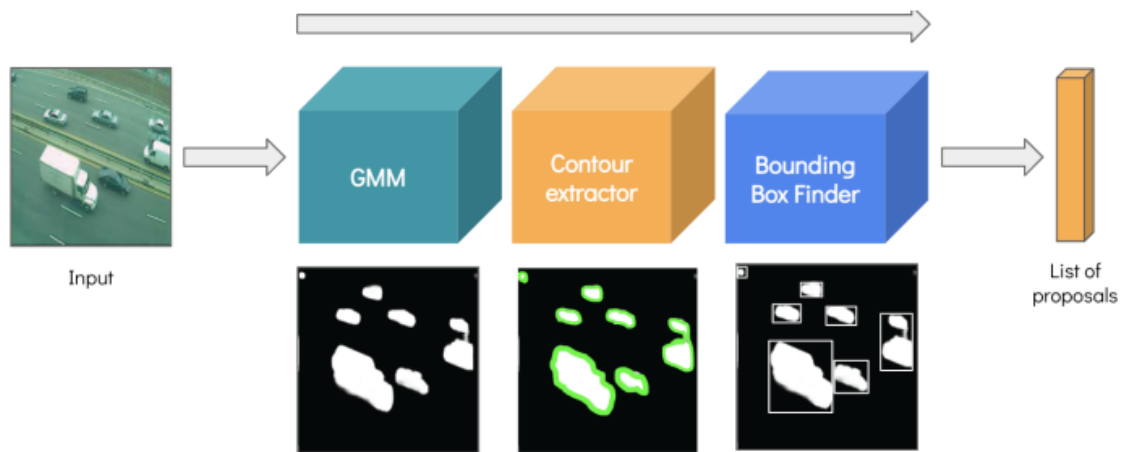 GMM
Contour
extractor
Bounding
Box Finder
Input
List of
proposals